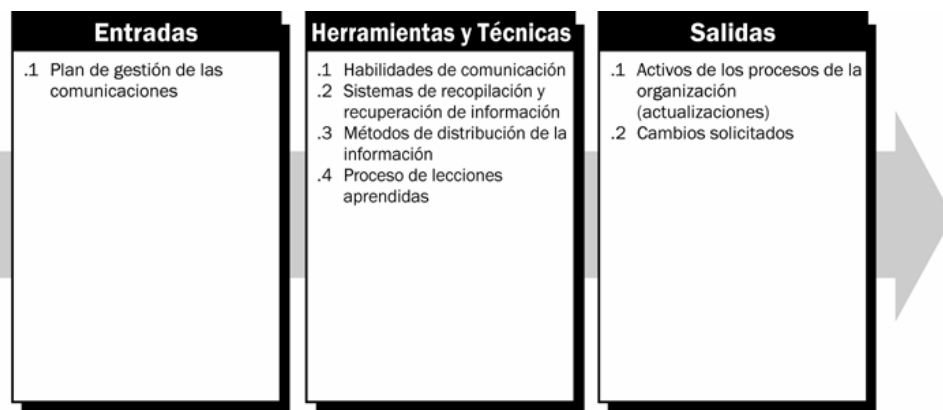 Entradas
.1 Plan de gestión de las
comunicaciones
Herramientas y Técnicas
.1 Habilidades de comunicación
.2 Sistemas de recopilación y
recuperación de información
.3 Métodos de distribución de la
información
.4 Proceso de lecciones
aprendidas
Salidas
.1 Activos de los procesos de la
organización
(actualizaciones)
.2 Cambios solicitados